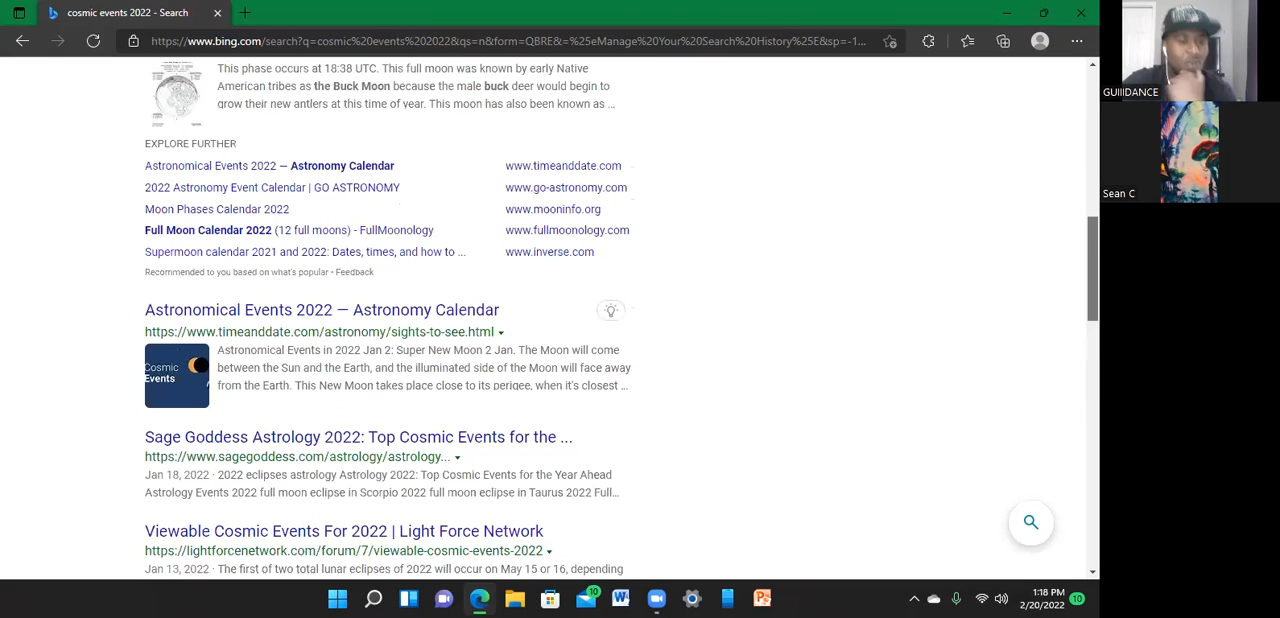 cosmic events 2022 - Search
https://www.bing.com/search?q=cosmic%20events%202022&qs=n&form=QBRE&=%25eManage%20Your%20Search%20History%25E&sp=-1...
This phase occurs at 18:38 UTC. This full moon was known by early Native
American tribes as the Buck Moon because the male buck deer would begin to
grow their new antlers at this time of year. This moon has also been known as ...
EXPLORE FURTHER
Astronomical Events 2022 — Astronomy Calendar www.timeanddate.com
2022 Astronomy Event Calendar | GO ASTRONOMY www.go-astronomy.com
Moon Phases Calendar 2022 www.mooninfo.org
Full Moon Calendar 2022 (12 full moons) - FullMoonology www.fullmoonology.com
Supermoon calendar 2021 and 2022: Dates, times, and how to ... www.inverse.com
Recommended to you based on what's popular • Feedback
Astronomical Events 2022 — Astronomy Calendar
https://www.timeanddate.com/astronomy/sights-to-see.html
Cosmic
Events
Astronomical Events in 2022 Jan 2: Super New Moon 2 Jan. The Moon will come
between the Sun and the Earth, and the illuminated side of the Moon will face away
from the Earth. This New Moon takes place close to its perigee, when it's closest ...
Sage Goddess Astrology 2022: Top Cosmic Events for the ...
https://www.sagegoddess.com/astrology/astrology...
Jan 18, 2022 · 2022 eclipses astrology Astrology 2022: Top Cosmic Events for the Year Ahead
Astrology Events 2022 full moon eclipse in Scorpio 2022 full moon eclipse in Taurus 2022 Full...
Viewable Cosmic Events For 2022 | Light Force Network
https://lightforcenetwork.com/forum/7/viewable-cosmic-events-2022
Jan 13, 2022 · The first of two total lunar eclipses of 2022 will occur on May 15 or 16, depending
GUIIIDANCE
Sean C
10
1:18 PM
2/20/2022
10